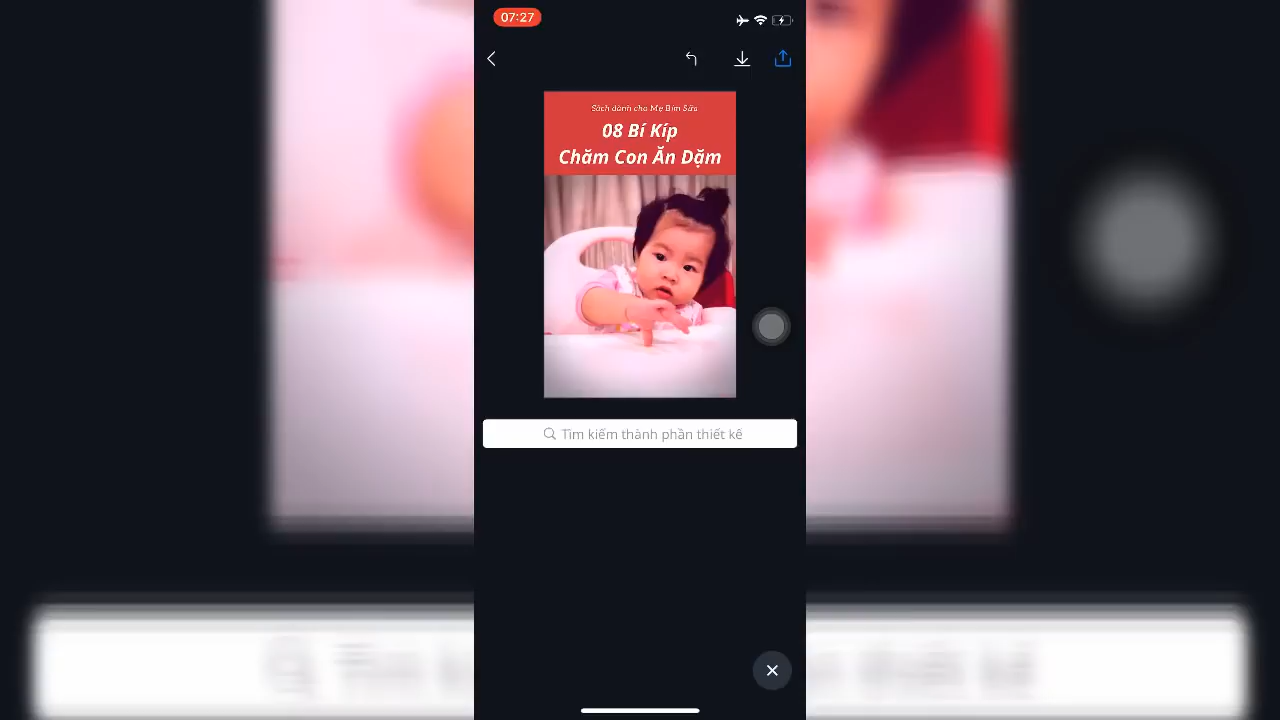 07:27
Sách dành cho Mẹ Bỉm Sữa
08 Bí Kíp
Chăm Con Ăn Dặm
Tìm kiếm thành phần thiết kế